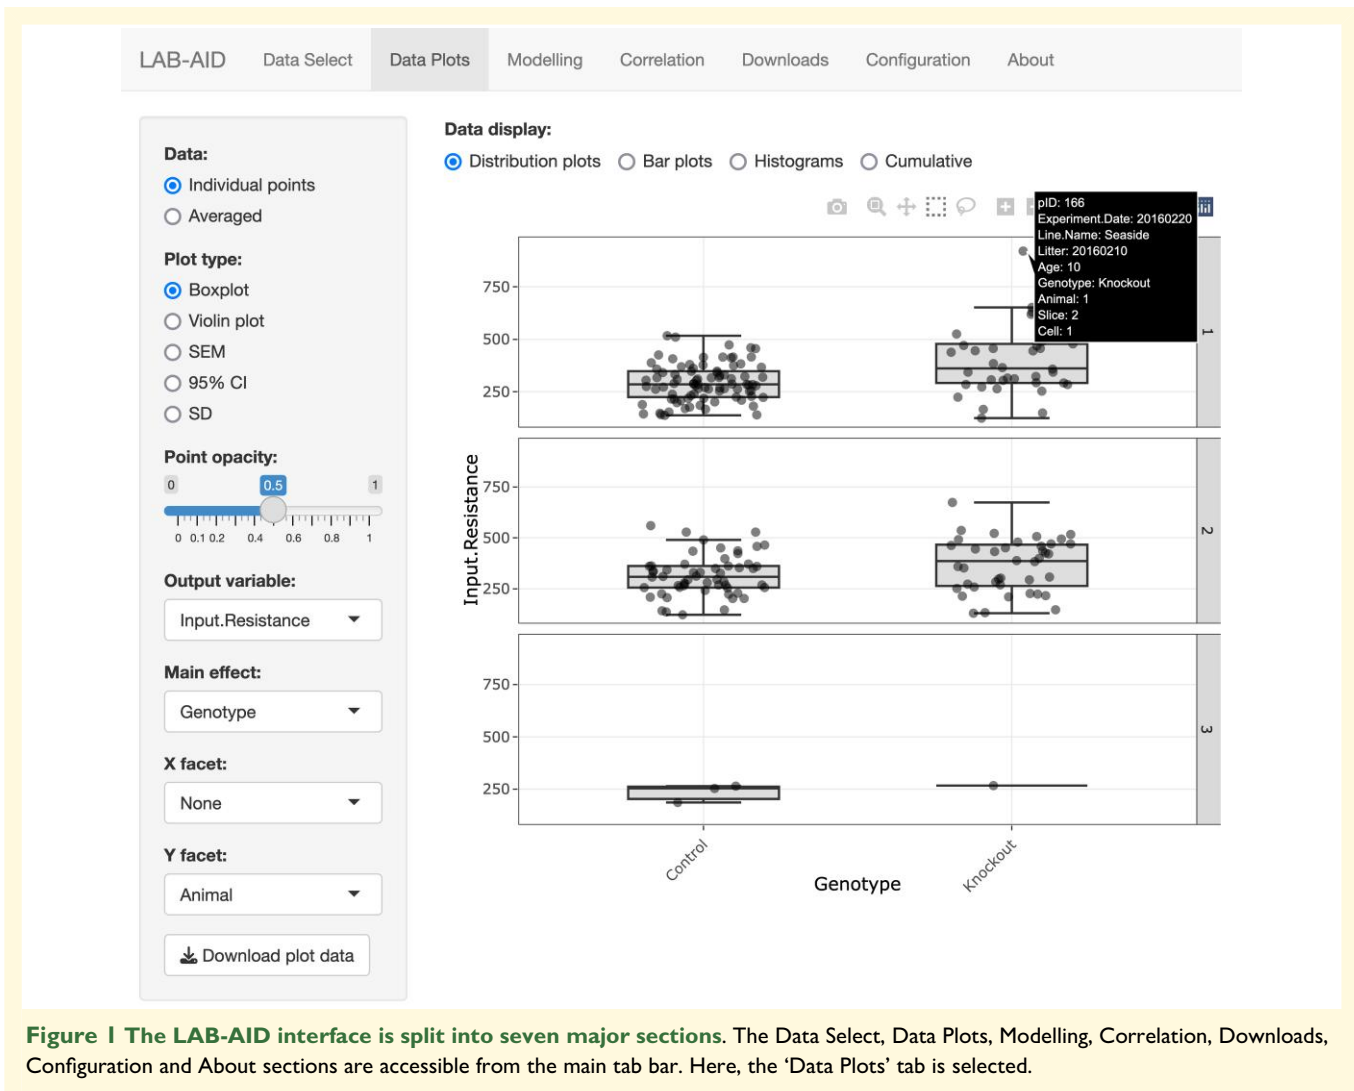 LAB-AID Data Select Data Plots Modelling Correlation Downloads Configuration About
Data:
Individual points
Averaged
Plot type:
Boxplot
Violin plot
SEM
95% CI
SD
Point opacity:
0 0.5 1
0 0.1 0.2 0.4 0.6 0.8 1
Output variable:
Input.Resistance
Main effect:
Genotype
X facet:
None
Y facet:
Animal
Download plot data
Data display:
Distribution plots Bar plots Histograms Cumulative
pID: 166
Experiment.Date: 20160220
Line.Name: Seaside
Litter: 20160210
Age: 10
Genotype: Knockout
Animal: 1
Slice: 2
Cell: 1
Input.Resistance
750
500
250
1
750
500
250
2
750
500
250
3
Control
Knockout
Genotype
Figure 1 The LAB-AID interface is split into seven major sections. The Data Select, Data Plots, Modelling, Correlation, Downloads,
Configuration and About sections are accessible from the main tab bar. Here, the ‘Data Plots’ tab is selected.